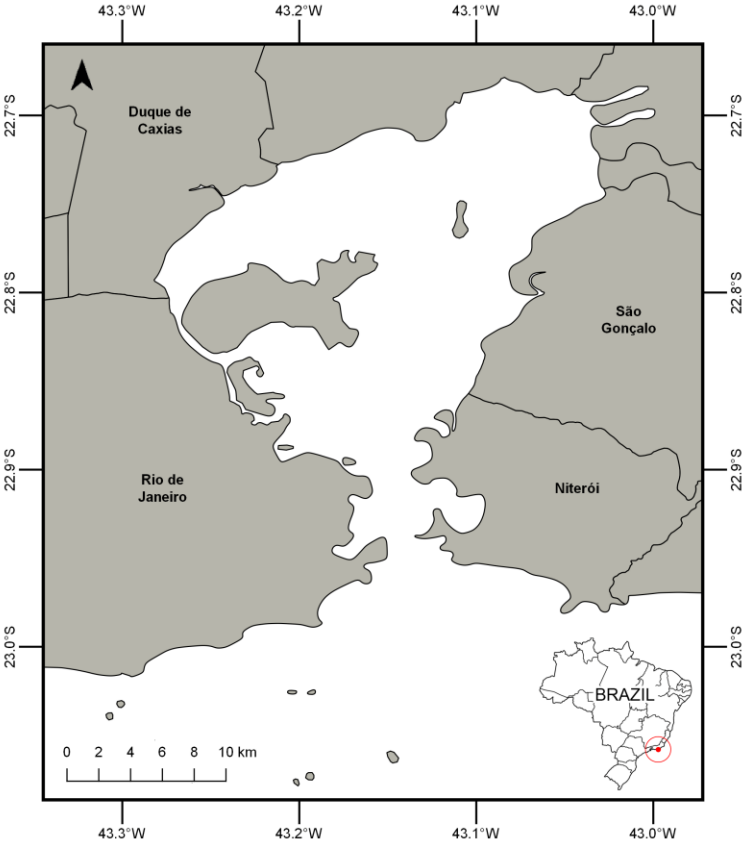 43.3°W 43.2°W 43.1°W 43.0°W
22.7°S 22.7°S
Duque de
Caxias
22.8°S 22.8°S
São
Gonçalo
22.9°S 22.9°S
Rio de
Janeiro
Niterói
23.0°S 23.0°S
BRAZIL
0 2 4 6 8 10 km
43.3°W 43.2°W 43.1°W 43.0°W